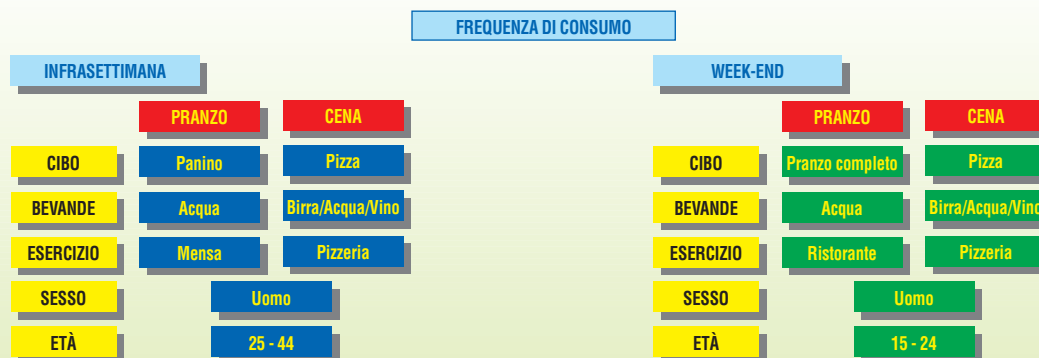 FREQUENZA DI CONSUMO
INFRASETTIMANA
PRANZO CENA
CIBO Panino Pizza
BEVANDE Acqua Birra/Acqua/Vino
ESERCIZIO Mensa Pizzeria
SESSO Uomo
ETÀ 25 - 44
WEEK-END
PRANZO CENA
CIBO Pranzo completo Pizza
BEVANDE Acqua Birra/Acqua/Vino
ESERCIZIO Ristorante Pizzeria
SESSO Uomo
ETÀ 15 - 24